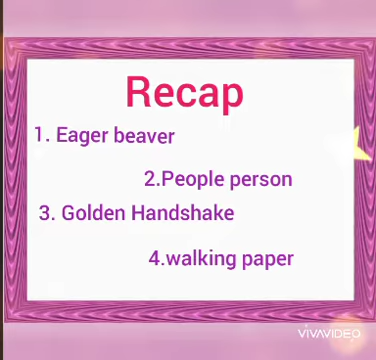 Recap
1. Eager beaver
2.People person
3. Golden Handshake
4.walking paper
VIVAVIDEO